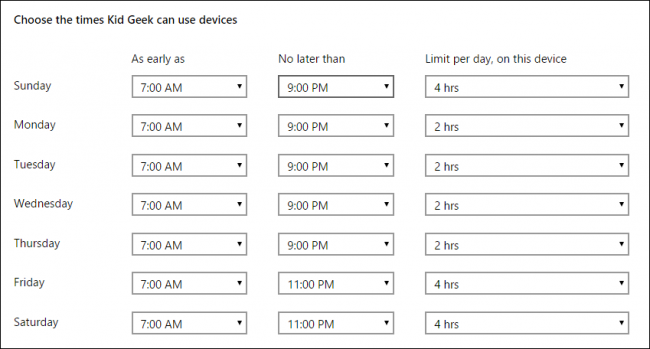 Choose the times Kid Geek can use devices
As early as No later than Limit per day, on this device
Sunday 7:00 AM 9:00 PM 4 hrs
Monday 7:00 AM 9:00 PM 2 hrs
Tuesday 7:00 AM 9:00 PM 2 hrs
Wednesday 7:00 AM 9:00 PM 2 hrs
Thursday 7:00 AM 9:00 PM 2 hrs
Friday 7:00 AM 11:00 PM 4 hrs
Saturday 7:00 AM 11:00 PM 4 hrs